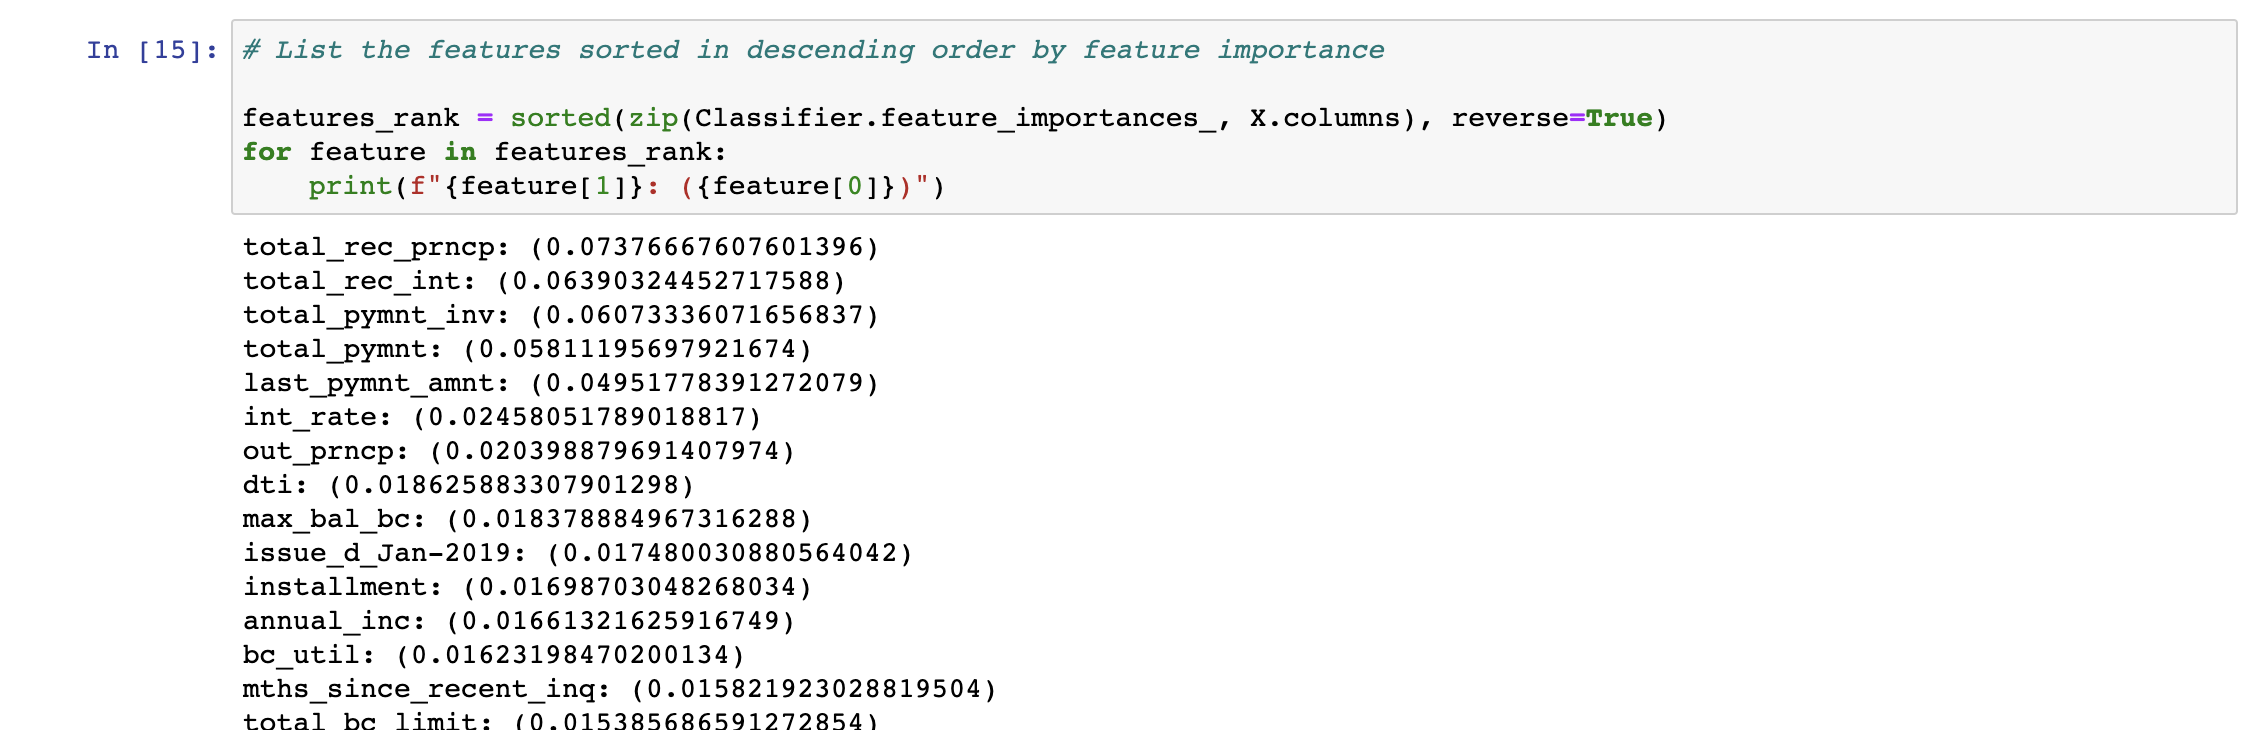 In [15]:
# List the features sorted in descending order by feature importance
features_rank = sorted(zip(Classifier.feature_importances_, X.columns), reverse=True)
for feature in features_rank:
    print(f"{feature[1]}: ({feature[0]})")
total_rec_prncp: (0.07376667607601396)
total_rec_int: (0.06390324452717588)
total_pymnt_inv: (0.06073336071656837)
total_pymnt: (0.05811195697921674)
last_pymnt_amnt: (0.04951778391272079)
int_rate: (0.02458051789018817)
out_prncp: (0.020398879691407974)
dti: (0.018625883307901298)
max_bal_bc: (0.018378884967316288)
issue_d_Jan-2019: (0.017480030880564042)
installment: (0.01698703048268034)
annual_inc: (0.01661321625916749)
bc_util: (0.01623198470200134)
mths_since_recent_inq: (0.015821923028819504)
total_bc_limit: (0.015385686591272854)